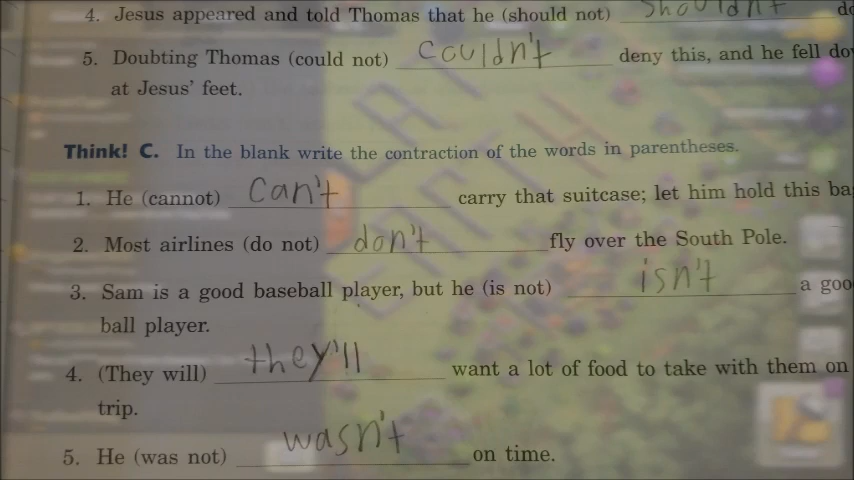 4. Jesus appeared and told Thomas that he (should not) shouldn't
5. Doubting Thomas (could not) couldn't deny this, and he fell
at Jesus' feet.
Think! C. In the blank write the contraction of the words in parentheses.
1. He (cannot) can't carry that suitcase; let him hold this
2. Most airlines (do not) don't fly over the South Pole.
3. Sam is a good baseball player, but he (is not) isn't a
ball player.
4. (They will) they'll want a lot of food to take with them on
trip.
5. He (was not) wasn't on time.